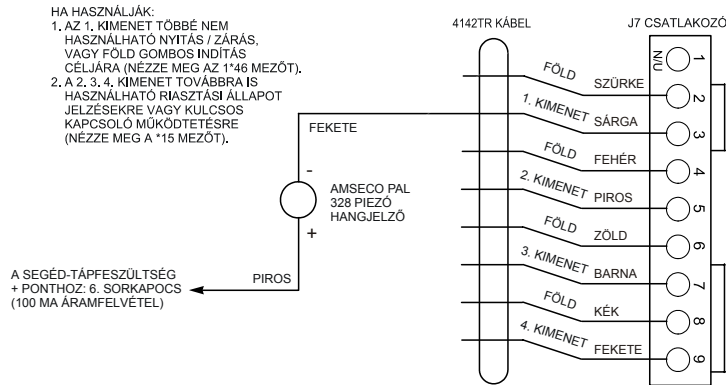 HA HASZNÁLJÁK:
1. AZ 1. KIMENET TÖBBÉ NEM
HASZNÁLHATÓ NYITÁS / ZÁRÁS,
VAGY FÖLD GOMBOS INDÍTÁS
CÉLJÁRA (NÉZZE MEG AZ 1*46 MEZŐT).
2. A 2. 3. 4. KIMENET TOVÁBBRA IS
HASZNÁLHATÓ RIASZTÁSI ÁLLAPOT
JELZÉSEKRE VAGY KULCSOS
KAPCSOLÓ MŰKÖDTETÉSRE
(NÉZZE MEG A *15 MEZŐT).
FEKETE
-
AMSECO PAL
328 PIEZÓ
HANGJELZŐ
+
PIROS
A SEGÉD-TÁPFESZÜLTSÉG
+ PONTHOZ: 6. SORKAPOCS
(100 MA ÁRAMFELVÉTEL)
4142TR KÁBEL
J7 CSATLAKOZÓ
N/U 1
FÖLD SZÜRKE 2
1. KIMENET SÁRGA 3
FÖLD FEHÉR 4
2. KIMENET PIROS 5
FÖLD ZÖLD 6
3. KIMENET BARNA 7
FÖLD KÉK 8
4. KIMENET FEKETE 9